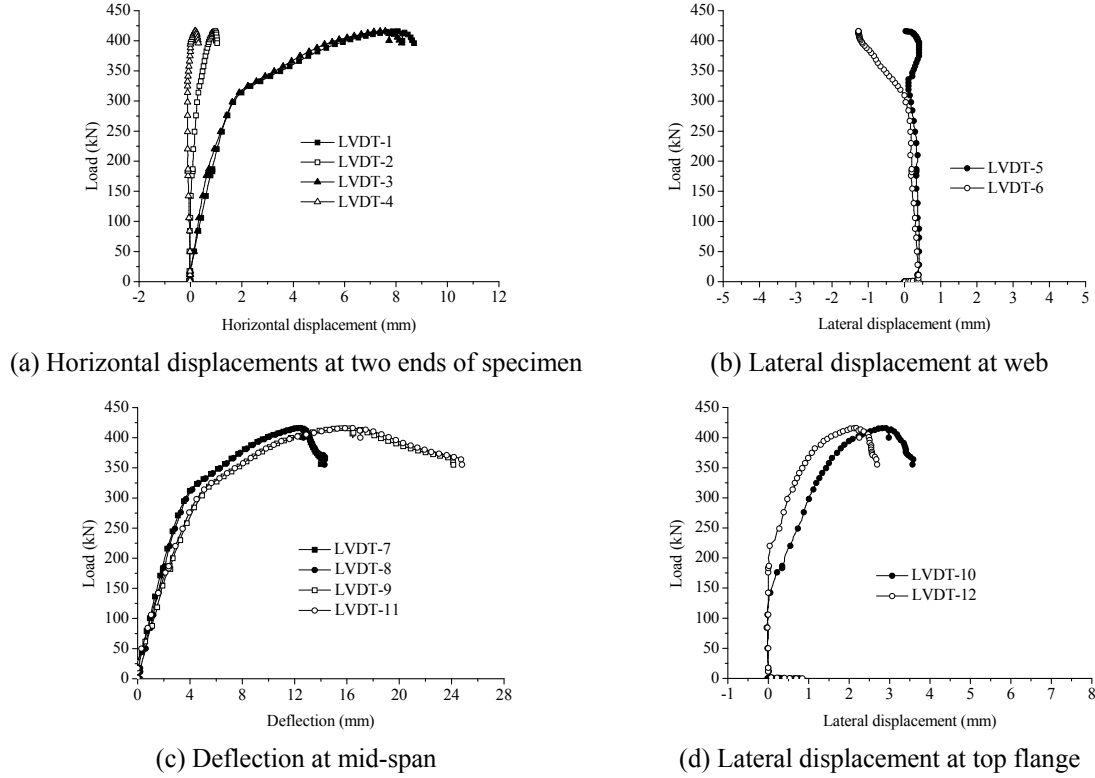 450
400
350
300
250
200
150
100
50
0
Load (kN)
LVDT-1
LVDT-2
LVDT-3
LVDT-4
-2 0 2 4 6 8 10 12
Horizontal displacement (mm)
(a) Horizontal displacements at two ends of specimen
450
400
350
300
250
200
150
100
50
0
Load (kN)
LVDT-5
LVDT-6
-5 -4 -3 -2 -1 0 1 2 3 4 5
Lateral displacement (mm)
(b) Lateral displacement at web
450
400
350
300
250
200
150
100
50
0
Load (kN)
LVDT-7
LVDT-8
LVDT-9
LVDT-11
0 4 8 12 16 20 24 28
Deflection (mm)
(c) Deflection at mid-span
450
400
350
300
250
200
150
100
50
0
Load (kN)
LVDT-10
LVDT-12
-1 0 1 2 3 4 5 6 7 8
Lateral displacement (mm)
(d) Lateral displacement at top flange